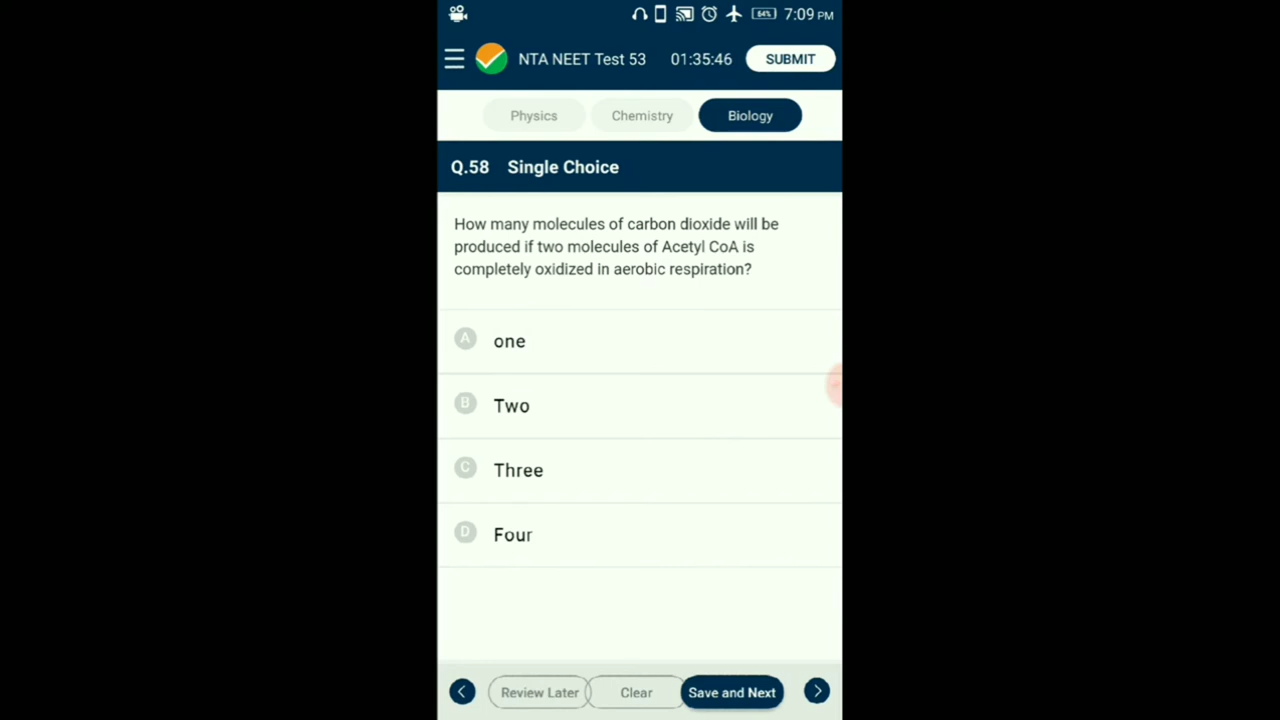 64% 7:09 PM
NTA NEET Test 53 01:35:46 SUBMIT
Physics Chemistry Biology
Q.58 Single Choice
How many molecules of carbon dioxide will be
produced if two molecules of Acetyl CoA is
completely oxidized in aerobic respiration?
A one
B Two
C Three
D Four
Review Later Clear Save and Next